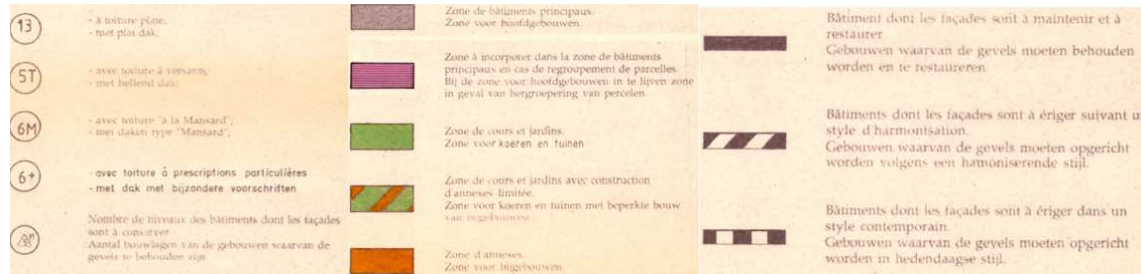 13
- à toiture plate;
- met plat dak;
5T
- avec toiture à versants;
- met hellend dak;
6M
- avec toiture "à la Mansard";
- met daken type "Mansard";
6+
- avec toiture à prescriptions particulières
- met dak met bijzondere voorschriften
Nombre de niveaux des bâtiments dont les façades
sont à conserver.
Aantal bouwlagen van de gebouwen waarvan de
gevels te behouden zijn.
Zone de bâtiments principaux.
Zone voor hoofdgebouwen.
Zone à incorporer dans la zone de bâtiments
principaux en cas de regroupement de parcelles.
Bij de zone voor hoofdgebouwen in te lijven zone
in geval van hergroepering van percelen.
Zone de cours et jardins.
Zone voor koeren en tuinen
Zone de cours et jardins avec construction
d'annexes limitée.
Zone voor koeren en tuinen met beperkte bouw
van bijgebouwen.
Zone d'annexes.
Zone voor bijgebouwen.
Bâtiment dont les façades sont à maintenir et à
restaurer
Gebouwen waarvan de gevels moeten behouden
worden en te restaureren.
Bâtiments dont les façades sont à ériger suivant u
style d'harmonisation.
Gebouwen waarvan de gevels moeten opgericht
worden volgens een hamoniserende stijl.
Bâtiments dont les façades sont à ériger dans un
style contemporain.
Gebouwen waarvan de gevels moeten opgericht
worden in hedendaagse stijl.